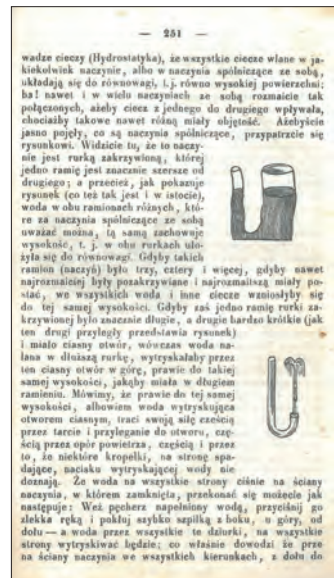 — 251 —
wadze cieczy (Hydrostatyka), że wszystkie ciecze wlane w ja-
kiekolwiek naczynie, albo w naczynia spólniczące ze sobą,
układają się do równowagi, t.j. równo wysokiej powierzchni;
ba! nawet i w wielu naczyniach ze sobą rozmaicie tak
połączonych, ażeby ciecz z jednego do drugiego wpływała,
chociażby takowe nawet różną miały objętość. Ażebyście
jasno pojęły, co są naczynia spólniczące, przypatrzcie się
rysunkowi. Widzicie tu, że to naczy-
nie jest rurką zakrzywioną, której
jedno ramię jest znacznie szersze od
drugiego; a przecież, jak pokazuje
rysunek (co też tak jest i w istocie),
woda w obu ramionach różnych, któ-
re za naczynia spólniczące ze sobą
uważać można, tą samą zachowuje
wysokość, t. j. w obu rurkach uło-
żyła się do równowagi. Gdyby takich
ramion (naczyń) było trzy, cztery i więcej, gdyby nawet
najrozmaiciej były pozakrzywiane i najrozmaitszą miały po-
stać, we wszystkich woda i inne ciecze wzniosłyby się
do tej samej wysokości. Gdyby zaś jedno ramię rurki za-
krzywionej było znacznie długie, a drugie bardzo krótkie (jak
ten drugi przyległy przedstawia rysunek)
i miało ciasny otwór, wówczas woda na-
lana w dłuższą rurkę, wytryskałaby przez
ten ciasny otwór w górę, prawie do takiej
samej wysokości, jakąby miała w długiem
ramieniu. Mówimy, że prawie do tej samej
wysokości, albowiem woda wytryskująca
otworem ciasnym, traci swoją siłę częścią
przez tarcie i przyleganie do otworu, czę-
ścią przez opór powietrza, częścią i przez
to, że niektóre kropelki, na stronę spa-
dające, nacisku wytryskającej wody nie
doznają. Że woda na wszystkie strony ciśnie na ściany
naczynia, w którem zamknięta, przekonać się możecie jak
następuje: Weź pęcherz napełniony wodą, przyciśnij go
zlekka ręką i pokłuj szybko szpilką z boku, u góry, od
dołu — a woda przez wszystkie te dziurki, na wszystkie
strony wytryskiwać będzie; co właśnie dowodzi że prze
na ściany naczynia we wszystkich kierunkach, z dołu do